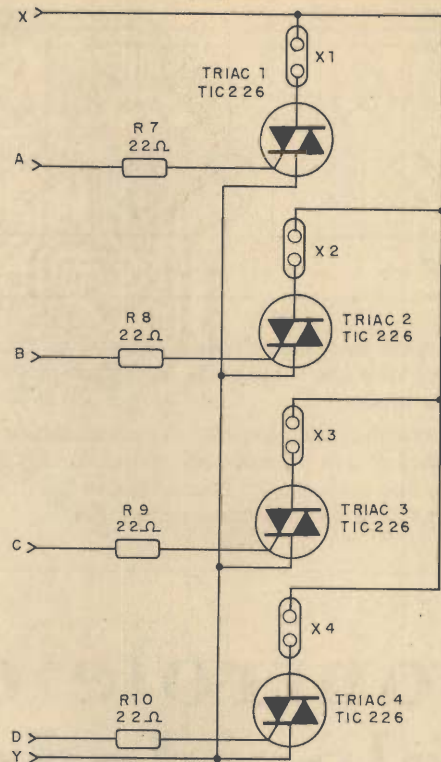 X
X1
TRIAC 1
TIC226
R7
22Ω
A
X2
R8
22Ω
TRIAC 2
TIC 226
B
X3
R9
22Ω
TRIAC 3
TIC226
C
X4
R10
22Ω
TRIAC 4
TIC 226
D
Y